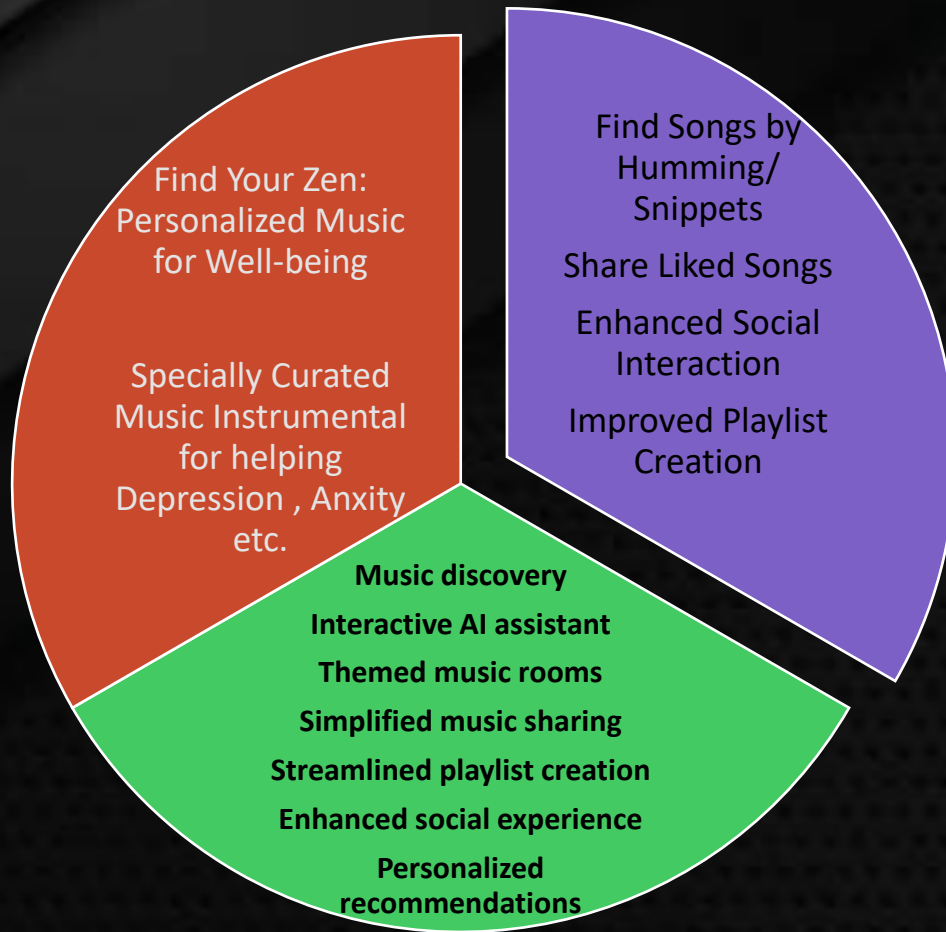 Find Your Zen:
Personalized Music
for Well-being
Specially Curated
Music Instrumental
for helping
Depression , Anxity
etc.
Find Songs by
Humming/
Snippets
Share Liked Songs
Enhanced Social
Interaction
Improved Playlist
Creation
Music discovery
Interactive AI assistant
Themed music rooms
Simplified music sharing
Streamlined playlist creation
Enhanced social experience
Personalized
recommendations